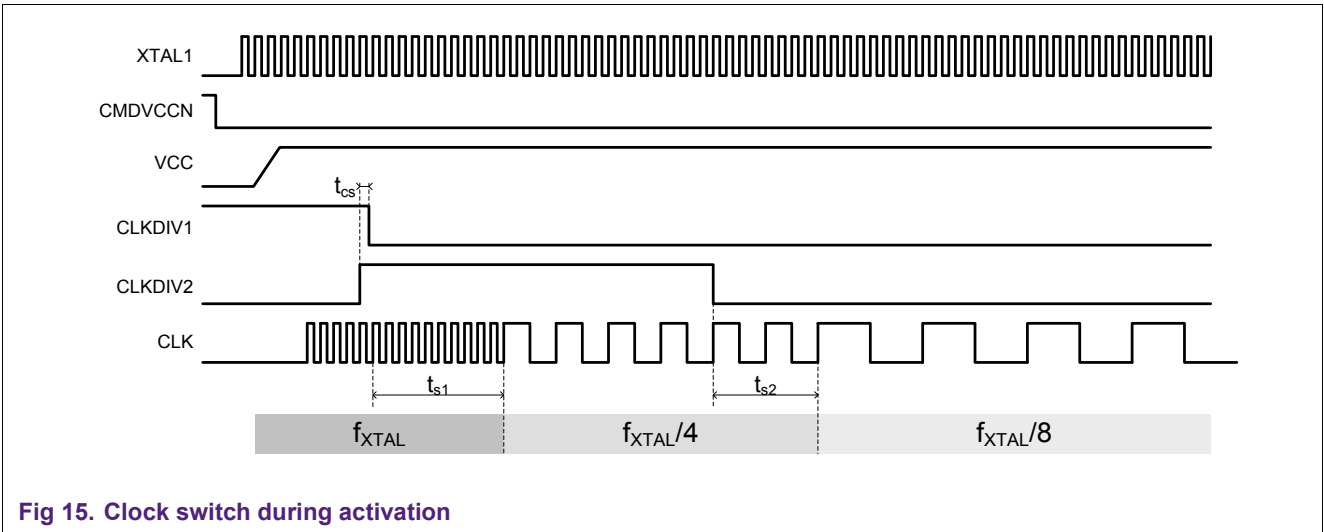 XTAL1
CMDVCCN
VCC
tcs
CLKDIV1
CLKDIV2
CLK
ts1
ts2
fXTAL
fXTAL/4
fXTAL/8
Fig 15. Clock switch during activation